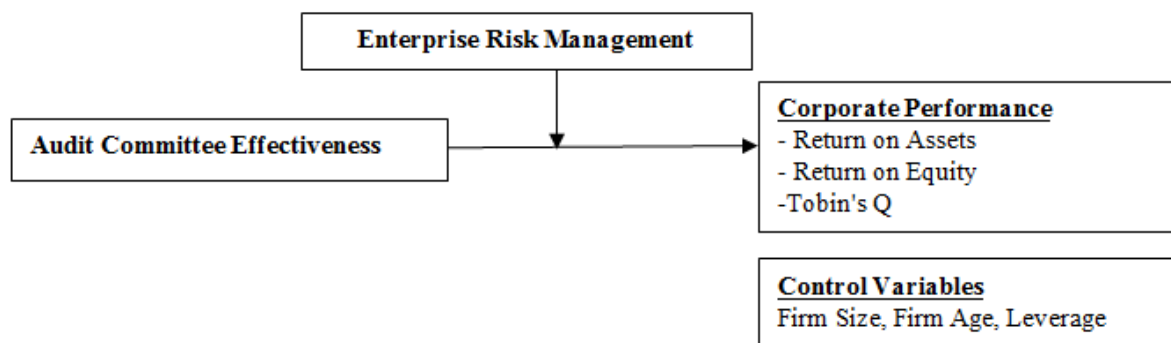 Enterprise Risk Management
Audit Committee Effectiveness
Corporate Performance
- Return on Assets
- Return on Equity
-Tobin's Q
Control Variables
Firm Size, Firm Age, Leverage